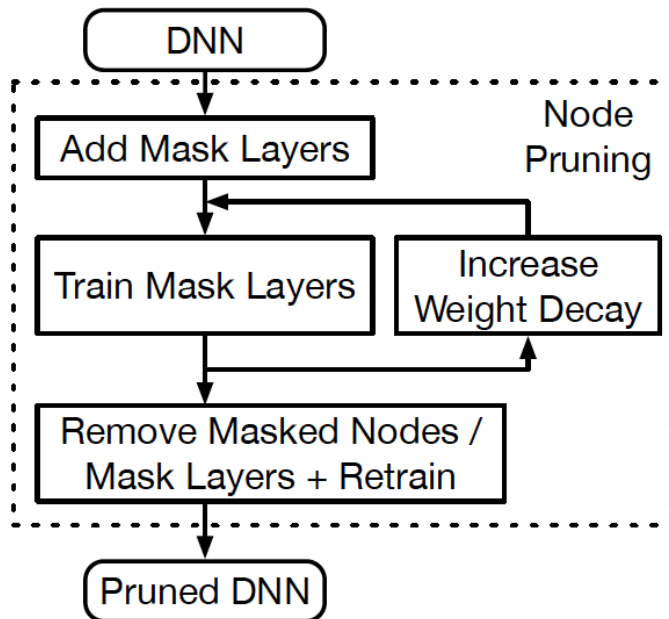 DNN
Node
Pruning
Add Mask Layers
Train Mask Layers
Increase
Weight Decay
Remove Masked Nodes /
Mask Layers + Retrain
Pruned DNN